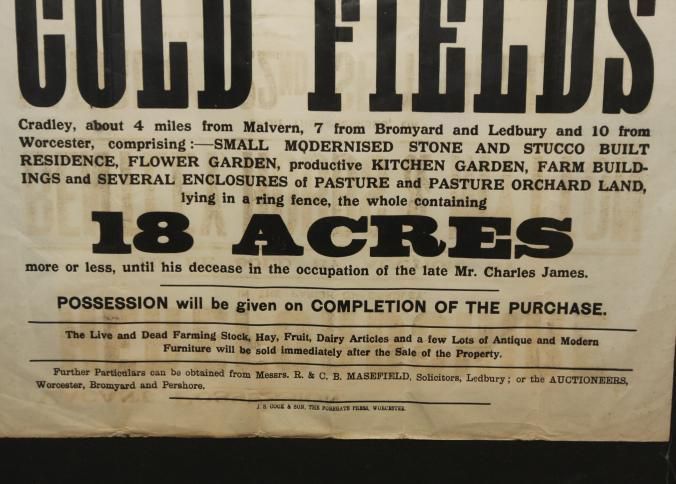 COLD FIELDS
Cradley, about 4 miles from Malvern, 7 from Bromyard and Ledbury and 10 from
Worcester, comprising:—SMALL MODERNISED STONE AND STUCCO BUILT
RESIDENCE, FLOWER GARDEN, productive KITCHEN GARDEN, FARM BUILD-
INGS and SEVERAL ENCLOSURES of PASTURE and PASTURE ORCHARD LAND,
lying in a ring fence, the whole containing
18 ACRES
more or less, until his decease in the occupation of the late Mr. Charles James.
POSSESSION will be given on COMPLETION OF THE PURCHASE.
The Live and Dead Farming Stock, Hay, Fruit, Dairy Articles and a few Lots of Antique and Modern
Furniture will be sold immediately after the Sale of the Property.
Further Particulars can be obtained from Messrs. R. & C. B. MASEFIELD, Solicitors, Ledbury; or the AUCTIONEERS,
Worcester, Bromyard and Pershore.
J. S. COOK & SON, THE FOREGATE PRESS, WORCESTER.